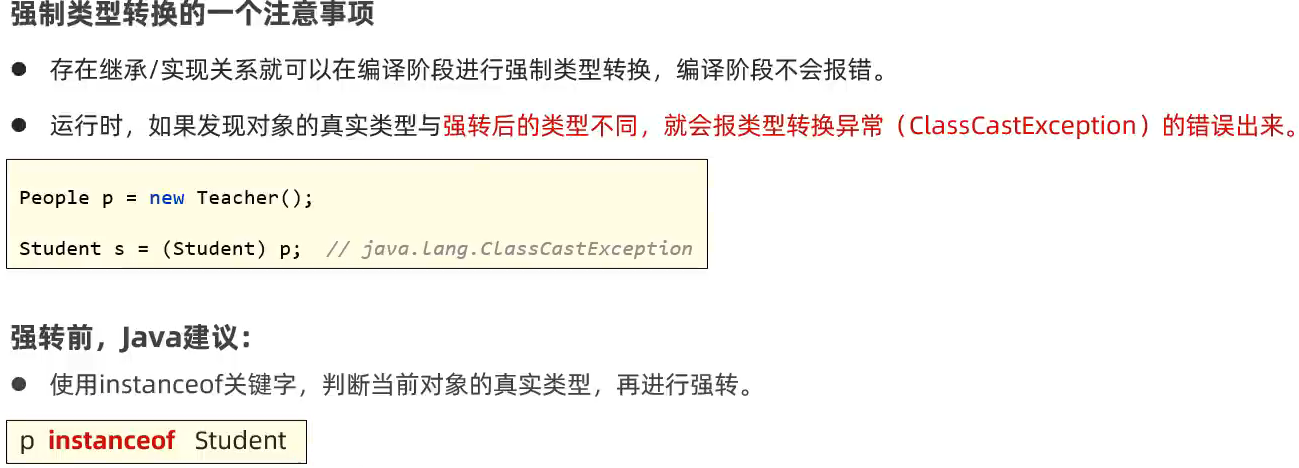 强制类型转换的一个注意事项
● 存在继承/实现关系就可以在编译阶段进行强制类型转换，编译阶段不会报错。
● 运行时，如果发现对象的真实类型与强转后的类型不同，就会报类型转换异常（ClassCastException）的错误出来。
People p = new Teacher();
Student s = (Student) p;  // java.lang.ClassCastException
强转前，Java建议：
● 使用instanceof关键字，判断当前对象的真实类型，再进行强转。
p instanceof Student